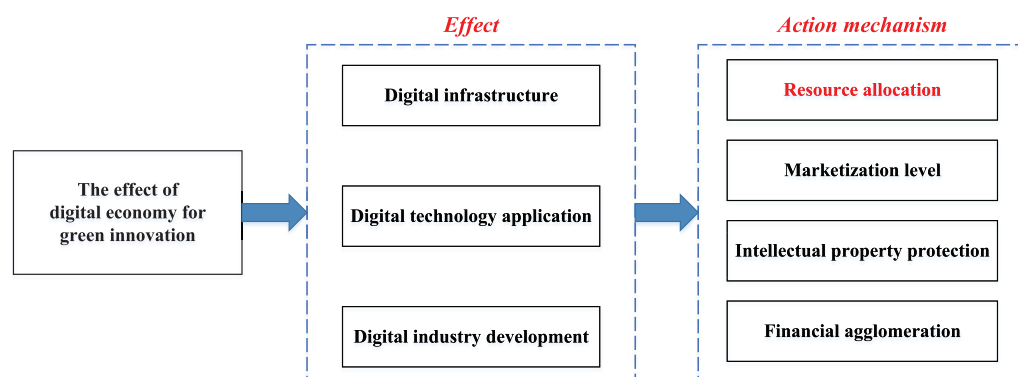 Effect
Action mechanism
Digital infrastructure
Resource allocation
Marketization level
The effect of
digital economy for
green innovation
Digital technology application
Intellectual property protection
Digital industry development
Financial agglomeration